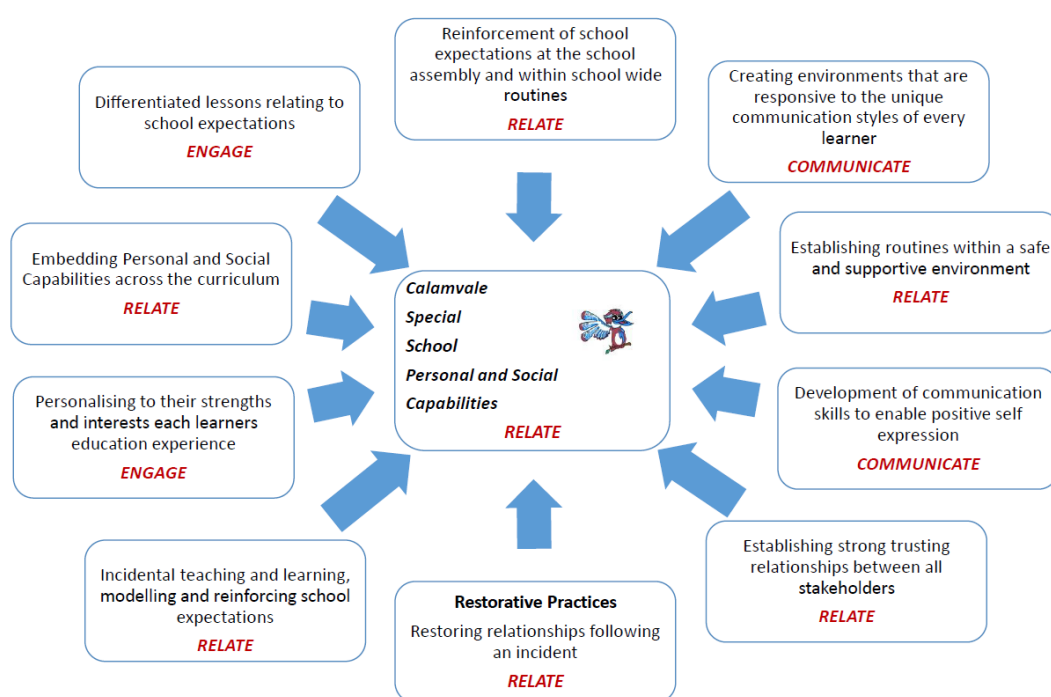 Reinforcement of school
expectations at the school
assembly and within school wide
routines
RELATE
Creating environments that are
responsive to the unique
communication styles of every
learner
COMMUNICATE
Differentiated lessons relating to
school expectations
ENGAGE
Embedding Personal and Social
Capabilities across the curriculum
RELATE
Establishing routines within a safe
and supportive environment
RELATE
Calamvale
Special
School
Personal and Social
Capabilities
RELATE
Personalising to their strengths
and interests each learners
education experience
ENGAGE
Development of communication
skills to enable positive self
expression
COMMUNICATE
Incidental teaching and learning,
modelling and reinforcing school
expectations
RELATE
Restorative Practices
Restoring relationships following
an incident
RELATE
Establishing strong trusting
relationships between all
stakeholders
RELATE